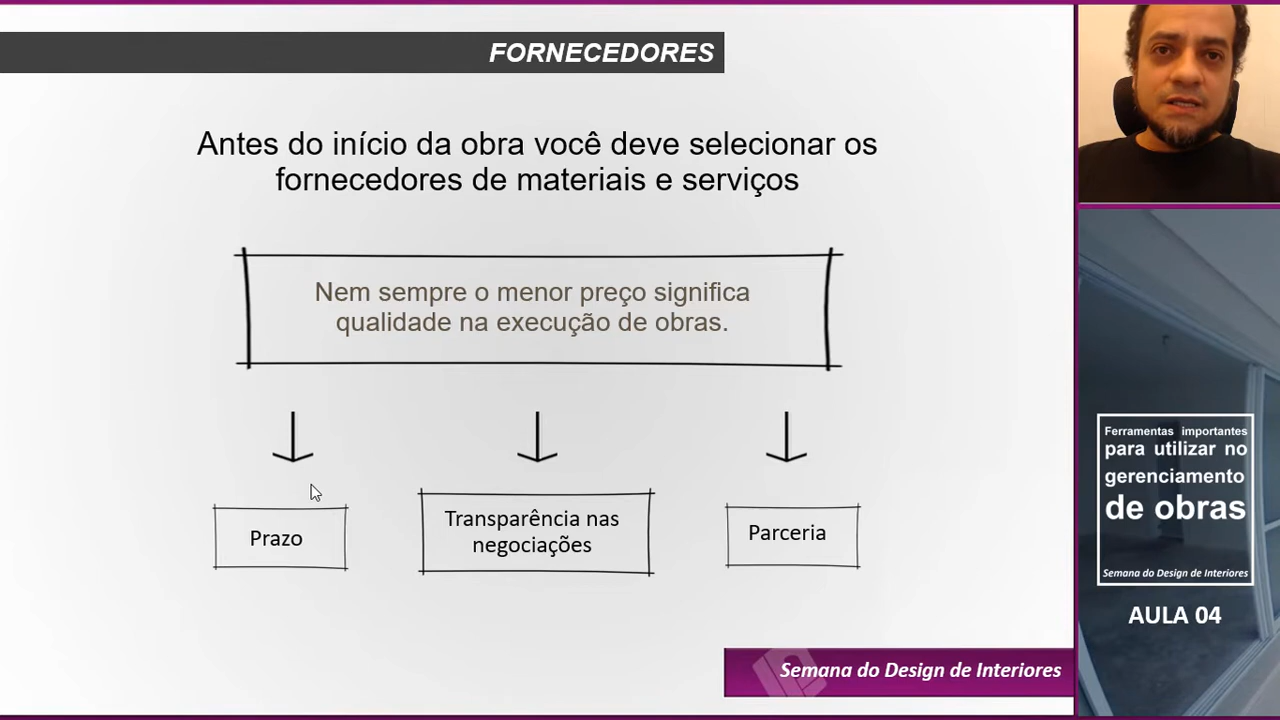 FORNECEDORES
Antes do início da obra você deve selecionar os
fornecedores de materiais e serviços
Nem sempre o menor preço significa
qualidade na execução de obras.
Prazo
Transparência nas
negociações
Parceria
Semana do Design de Interiores
Ferramentas importantes
para utilizar no
gerenciamento
de obras
Semana do Design de Interiores
AULA 04